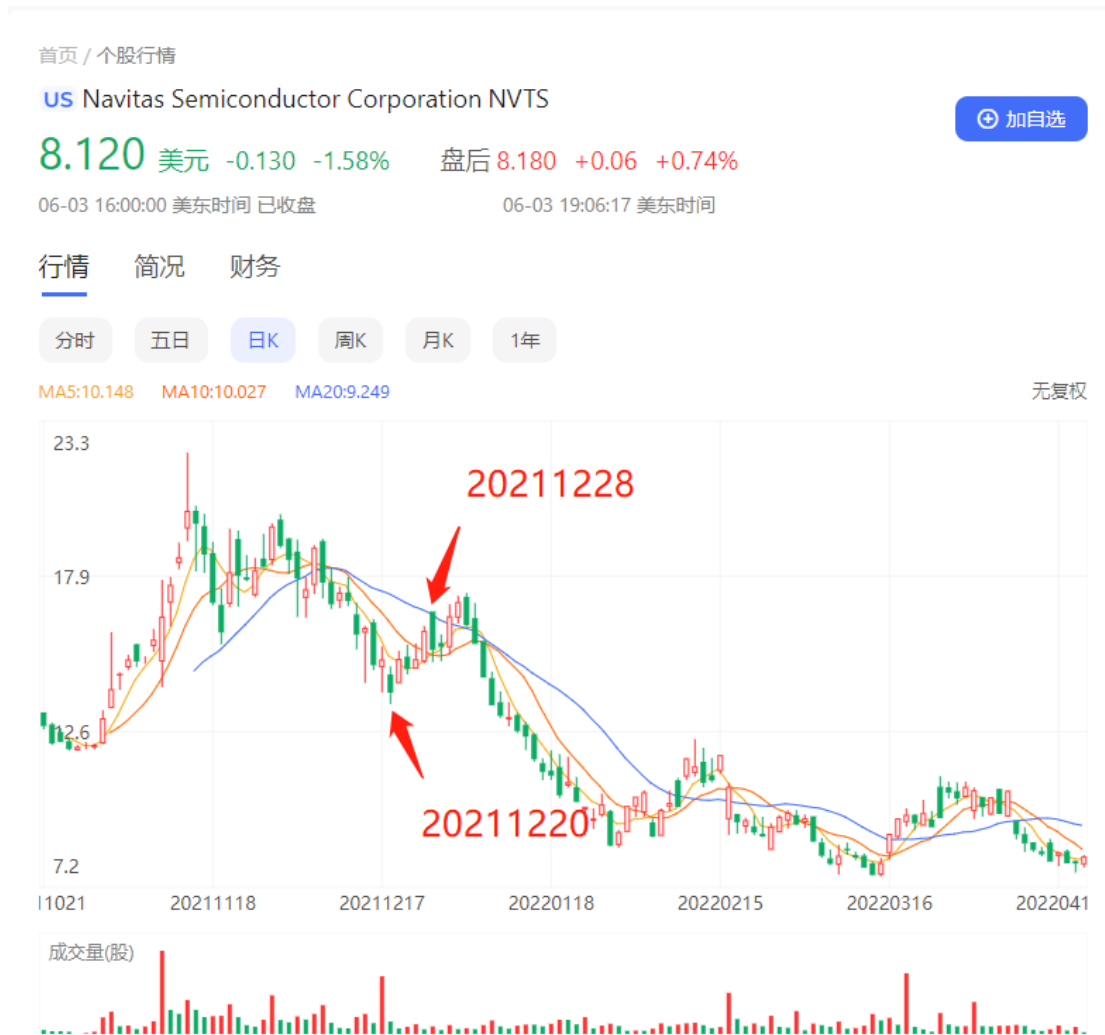 首页 / 个股行情
US Navitas Semiconductor Corporation NVTS
加自选
8.120 美元 -0.130 -1.58% 盘后 8.180 +0.06 +0.74%
06-03 16:00:00 美东时间 已收盘 06-03 19:06:17 美东时间
行情 简况 财务
分时 五日 日K 周K 月K 1年
MA5:10.148 MA10:10.027 MA20:9.249 无复权
23.3
20211228
17.9
12.6
20211220
7.2
11021 20211118 20211217 20220118 20220215 20220316 2022041
成交量(股)